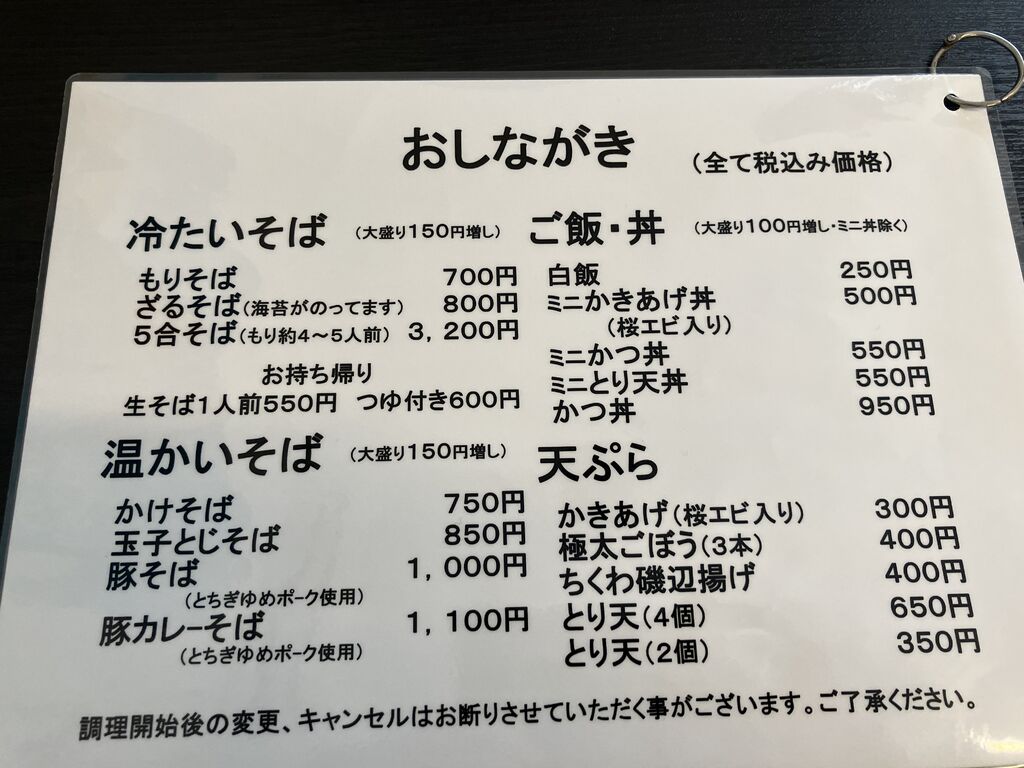 おしながき
(全て税込み価格)
冷たいそば (大盛り150円増し)
もりそば 700円
ざるそば(海苔がのってます) 800円
5合そば(もり約4～5人前) 3,200円
お持ち帰り
生そば1人前550円 つゆ付き600円
温かいそば (大盛り150円増し)
かけそば 750円
玉子とじそば 850円
豚そば 1,000円
(とちぎゆめポーク使用)
豚カレーそば 1,100円
(とちぎゆめポーク使用)
ご飯・丼 (大盛り100円増し・ミニ丼除く)
白飯 250円
ミニかきあげ丼 500円
(桜エビ入り)
ミニかつ丼 550円
ミニとり天丼 550円
かつ丼 950円
天ぷら
かきあげ(桜エビ入り) 300円
極太ごぼう(3本) 400円
ちくわ磯辺揚げ 400円
とり天(4個) 650円
とり天(2個) 350円
調理開始後の変更、キャンセルはお断りさせていただく事がございます。ご了承ください。